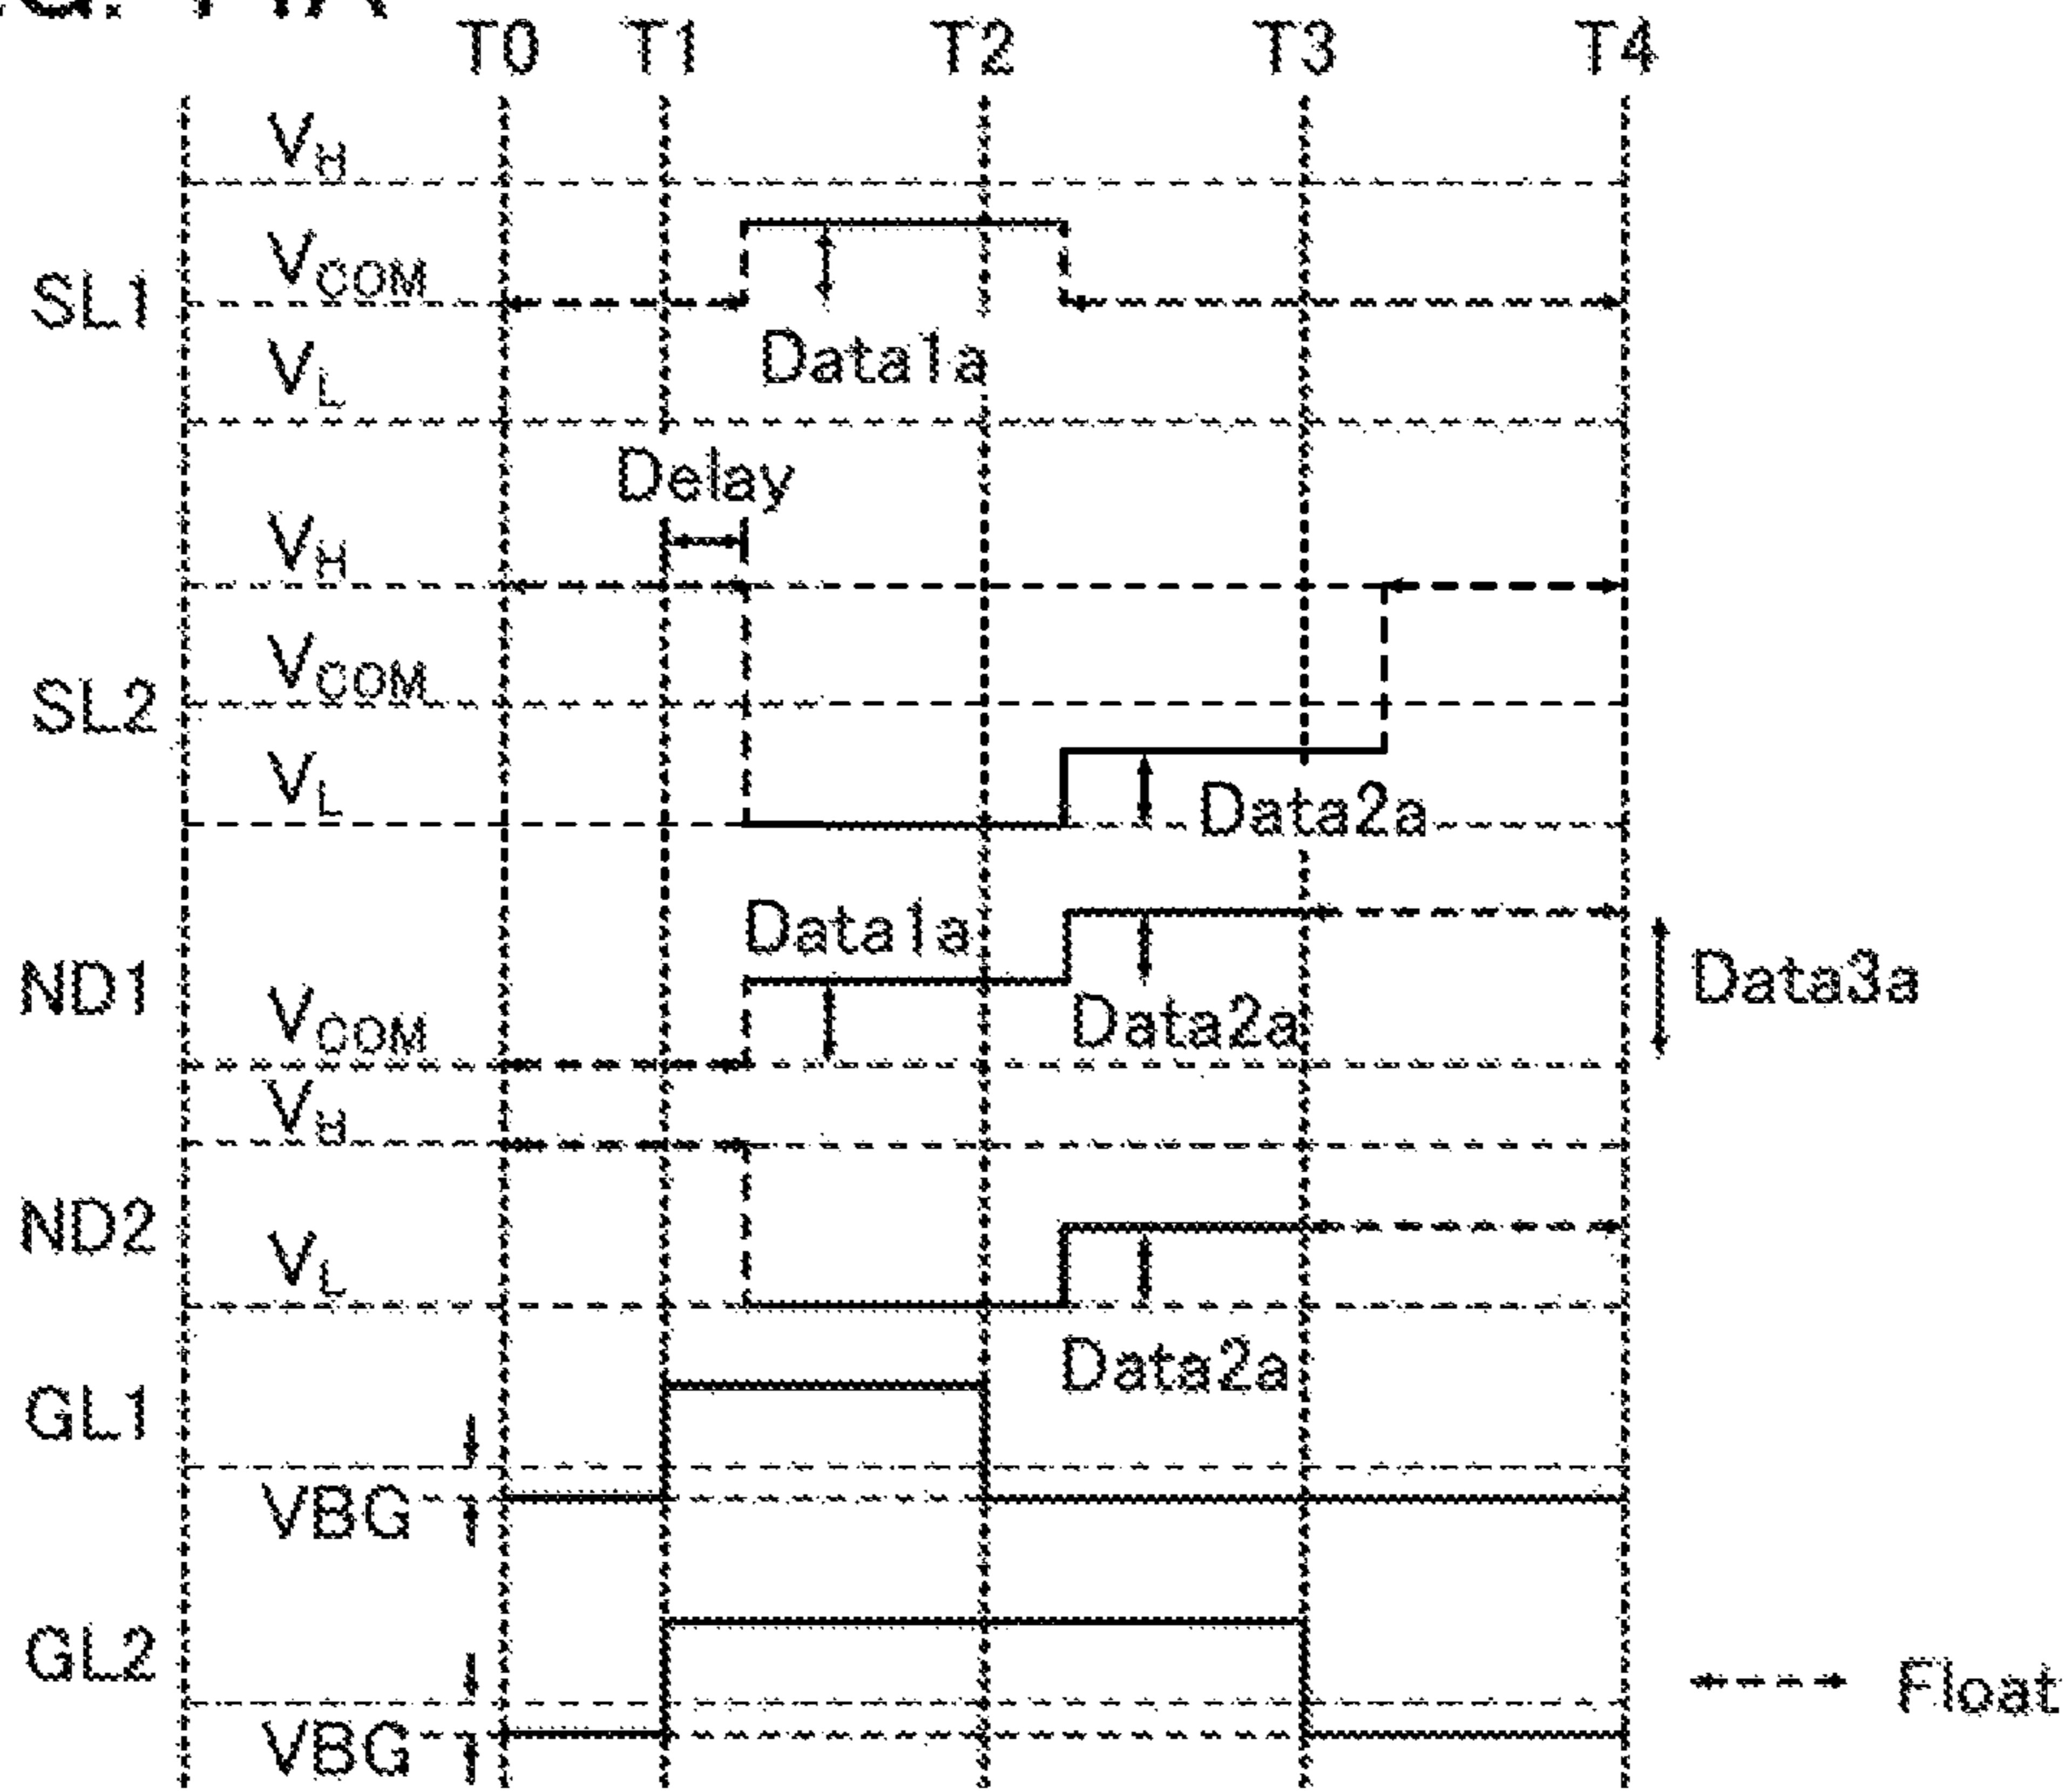 T0 T1 T2 T3 T4
VH
VCOM
SL1
VL
Data1a
Delay
VH
VCOM
SL2
VL
Data2a
Data1a
ND1
Data3a
VCOM
Data2a
VH
ND2
VL
Data2a
GL1
VBG
GL2
Float
VBG